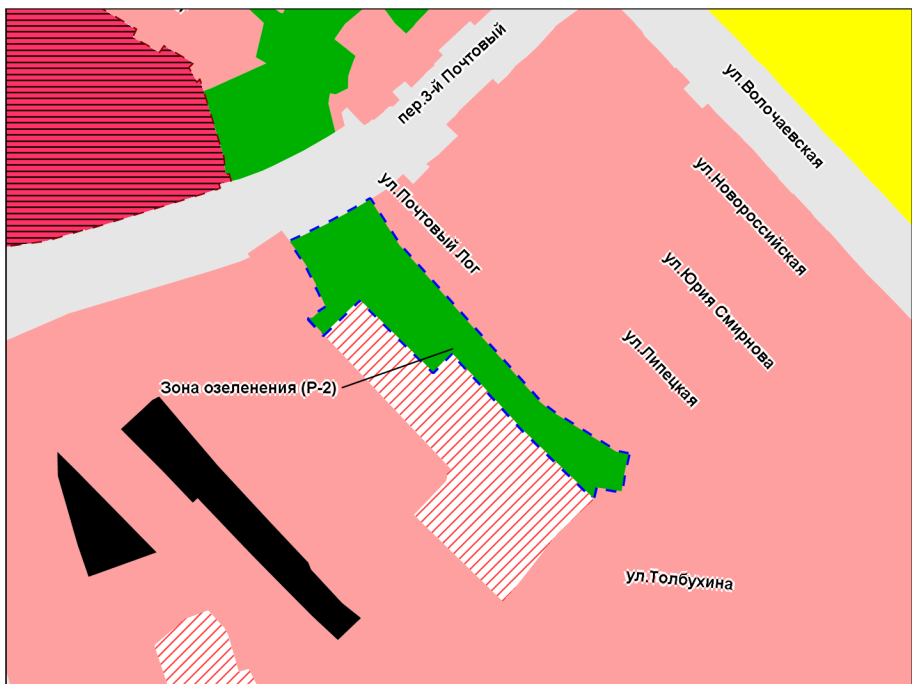 пер.3-й Почтовый
ул.Волочаевская
ул.Почтовый Лог
ул.Новороссийская
ул.Юрия Смирнова
ул.Липецкая
Зона озеленения (Р-2)
ул.Толбухина